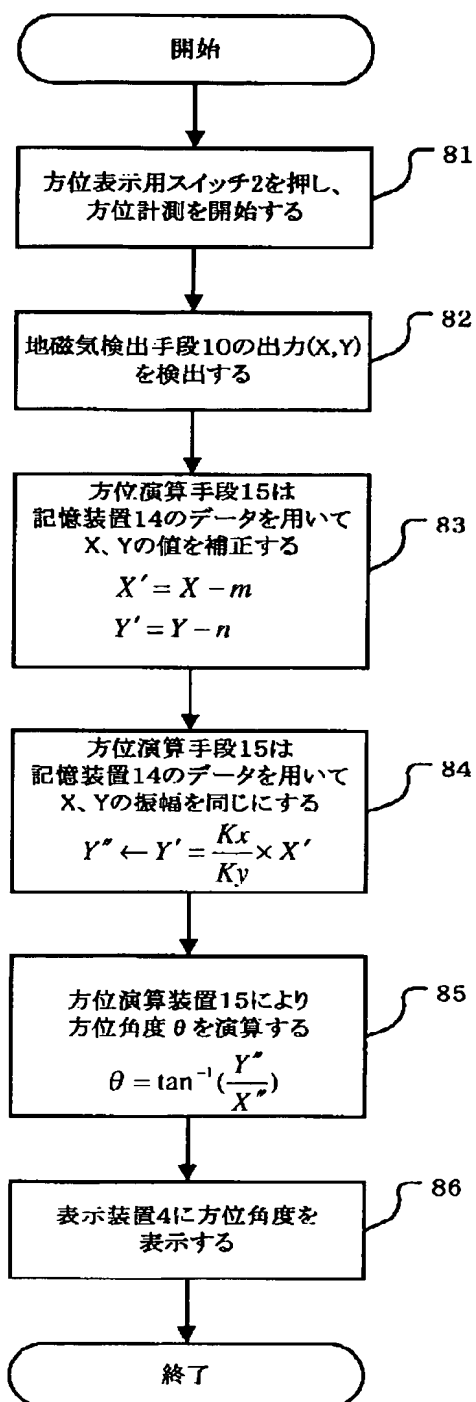 開始
81
方位表示用スイッチ2を押し、
方位計測を開始する
82
地磁気検出手段10の出力(X,Y)
を検出する
83
方位演算手段15は
記憶装置14のデータを用いて
X、Yの値を補正する
X′ = X − m
Y′ = Y − n
84
方位演算手段15は
記憶装置14のデータを用いて
X、Yの振幅を同じにする
Y″ ← Y′ = Kx/Ky × X′
85
方位演算装置15により
方位角度θを演算する
θ = tan⁻¹(Y″/X″)
86
表示装置4に方位角度を
表示する
終了